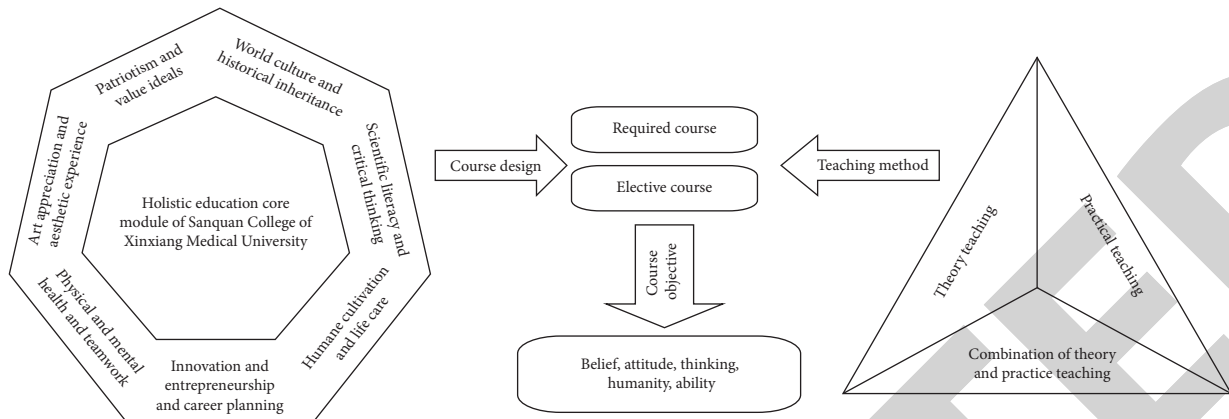 Patriotism and
value ideals
World culture and
historical inheritance
Scientific literacy and
critical thinking
Humane cultivation
and life care
Innovation and
entrepreneurship
and career planning
Physical and mental
health and teamwork
Art appreciation and
aesthetic experience
Holistic education core
module of Sanquan College of
Xinxiang Medical University
Course design
Required course
Elective course
Teaching method
Course
objective
Belief, attitude, thinking,
humanity, ability
Theory teaching
Practical teaching
Combination of theory
and practice teaching